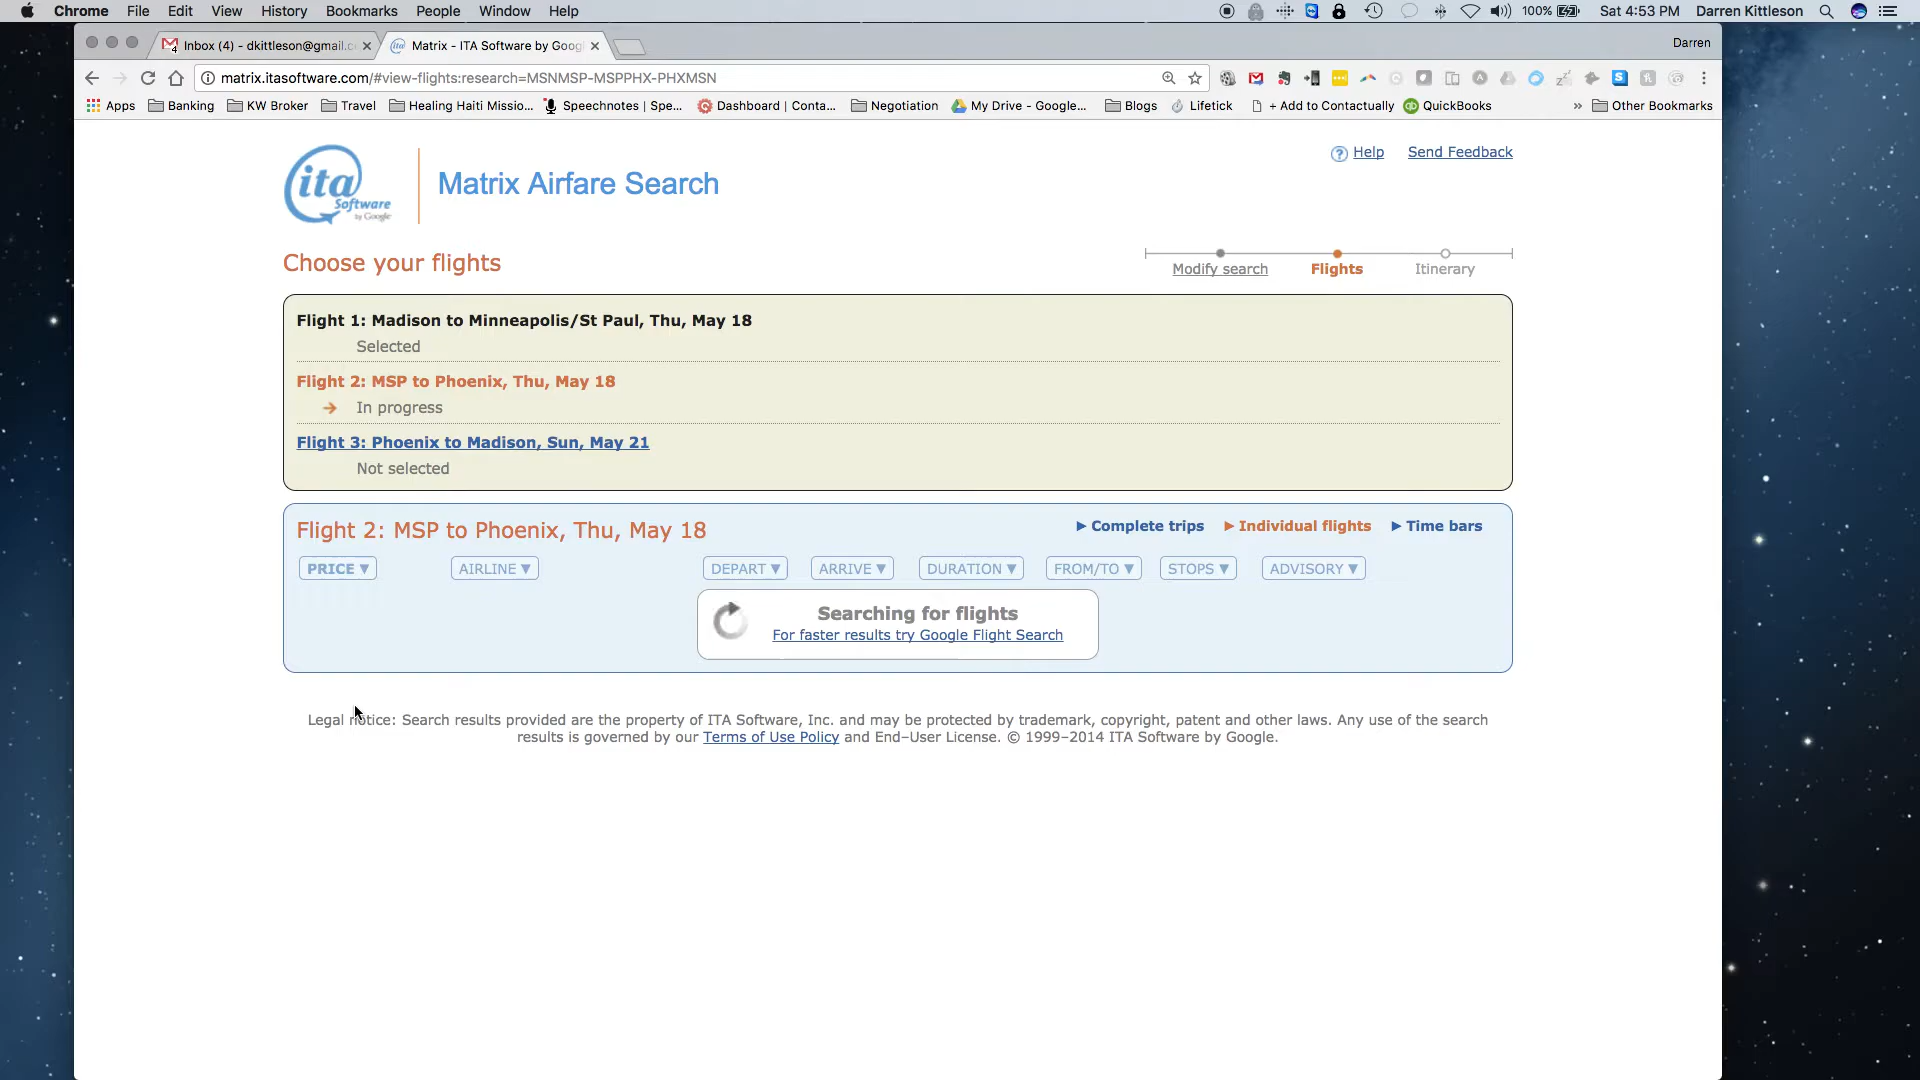 Chrome File Edit View History Bookmarks People Window Help 100% Sat 4:53 PM Darren Kittleson
Inbox (4) - dkittleson@gmail.c Matrix - ITA Software by Goog Darren
matrix.itasoftware.com/#view-flights:research=MSNMSP-MSPPHX-PHXMSN
Apps Banking KW Broker Travel Healing Haiti Missio... Speechnotes | Spe... Dashboard | Conta... Negotiation My Drive - Google... Blogs Lifetick + Add to Contactually QuickBooks » Other Bookmarks
Help Send Feedback
ita Software by Google
Matrix Airfare Search
Choose your flights
Modify search Flights Itinerary
Flight 1: Madison to Minneapolis/St Paul, Thu, May 18
Selected
Flight 2: MSP to Phoenix, Thu, May 18
In progress
Flight 3: Phoenix to Madison, Sun, May 21
Not selected
Flight 2: MSP to Phoenix, Thu, May 18 Complete trips Individual flights Time bars
PRICE AIRLINE DEPART ARRIVE DURATION FROM/TO STOPS ADVISORY
Searching for flights
For faster results try Google Flight Search
Legal notice: Search results provided are the property of ITA Software, Inc. and may be protected by trademark, copyright, patent and other laws. Any use of the search
results is governed by our Terms of Use Policy and End–User License. © 1999–2014 ITA Software by Google.